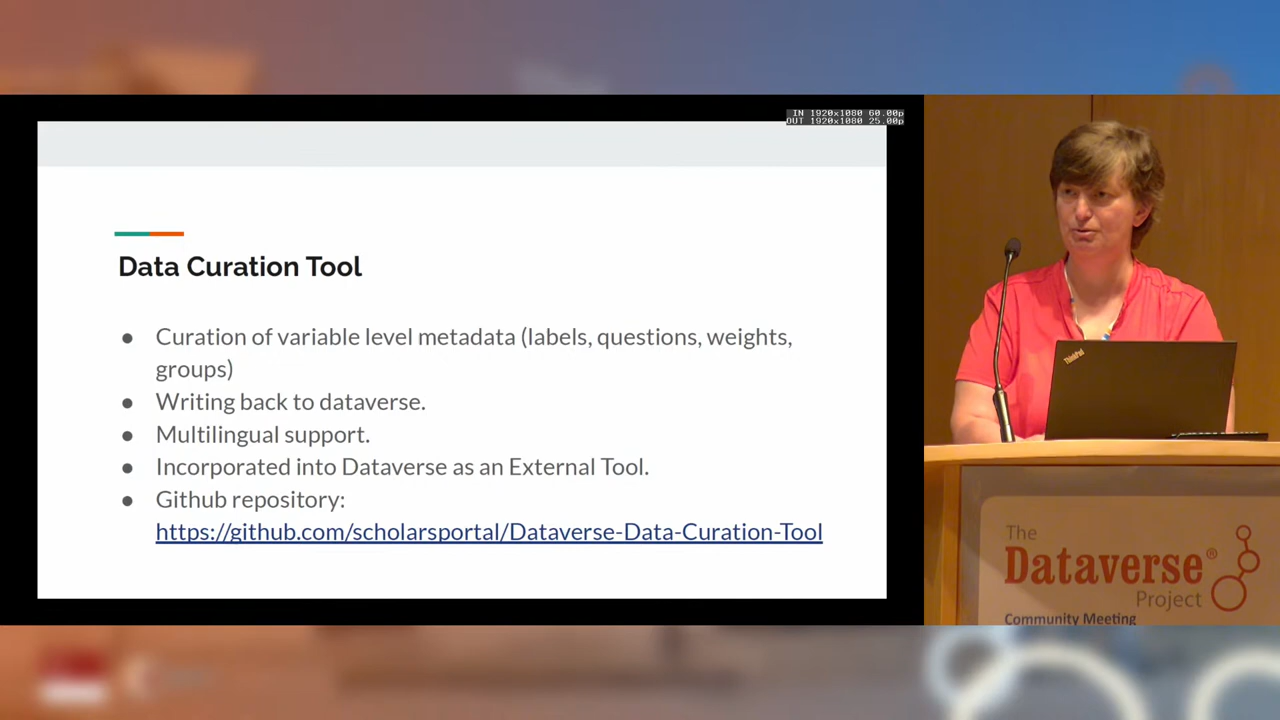 IN 1920x1080 60.00p
OUT 1920x1080 25.00p
Data Curation Tool
● Curation of variable level metadata (labels, questions, weights,
groups)
● Writing back to dataverse.
● Multilingual support.
● Incorporated into Dataverse as an External Tool.
● Github repository:
https://github.com/scholarsportal/Dataverse-Data-Curation-Tool
ThinkPad
The
Dataverse®
Project
Community Meeting